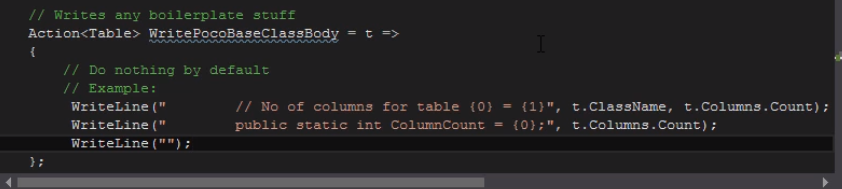 // Writes any boilerplate stuff
Action<Table> WritePocoBaseClassBody = t =>
{
    // Do nothing by default
    // Example:
     WriteLine("        // No of columns for table {0} = {1}", t.ClassName, t.Columns.Count);
     WriteLine("        public static int ColumnCount = {0};", t.Columns.Count);
     WriteLine("");
};